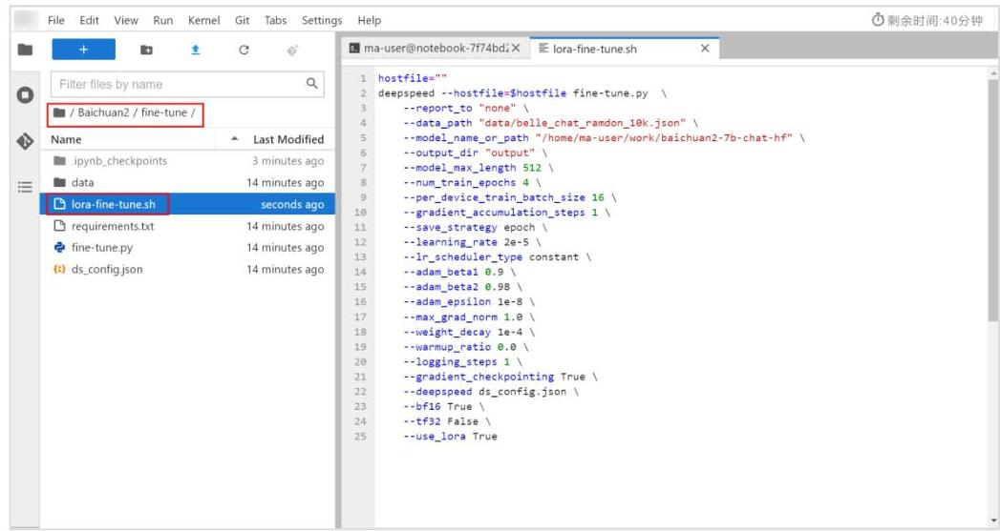 File Edit View Run Kernel Git Tabs Settings Help
剩余时间:40分钟
Filter files by name
/ Baichuan2 / fine-tune /
Name Last Modified
.ipynb_checkpoints 3 minutes ago
data 14 minutes ago
lora-fine-tune.sh seconds ago
requirements.txt 14 minutes ago
fine-tune.py 14 minutes ago
ds_config.json 14 minutes ago
ma-user@notebook-7f74bd2 lora-fine-tune.sh
1 hostfile=""
2 deepspeed --hostfile=$hostfile fine-tune.py \
3 --report_to "none" \
4 --data_path "data/belle_chat_ramdon_10k.json" \
5 --model_name_or_path "/home/ma-user/work/baichuan2-7b-chat-hf" \
6 --output_dir "output" \
7 --model_max_length 512 \
8 --num_train_epochs 4 \
9 --per_device_train_batch_size 16 \
10 --gradient_accumulation_steps 1 \
11 --save_strategy epoch \
12 --learning_rate 2e-5 \
13 --lr_scheduler_type constant \
14 --adam_beta1 0.9 \
15 --adam_beta2 0.98 \
16 --adam_epsilon 1e-8 \
17 --max_grad_norm 1.0 \
18 --weight_decay 1e-4 \
19 --warmup_ratio 0.0 \
20 --logging_steps 1 \
21 --gradient_checkpointing True \
22 --deepspeed ds_config.json \
23 --bf16 True \
24 --tf32 False \
25 --use_lora True